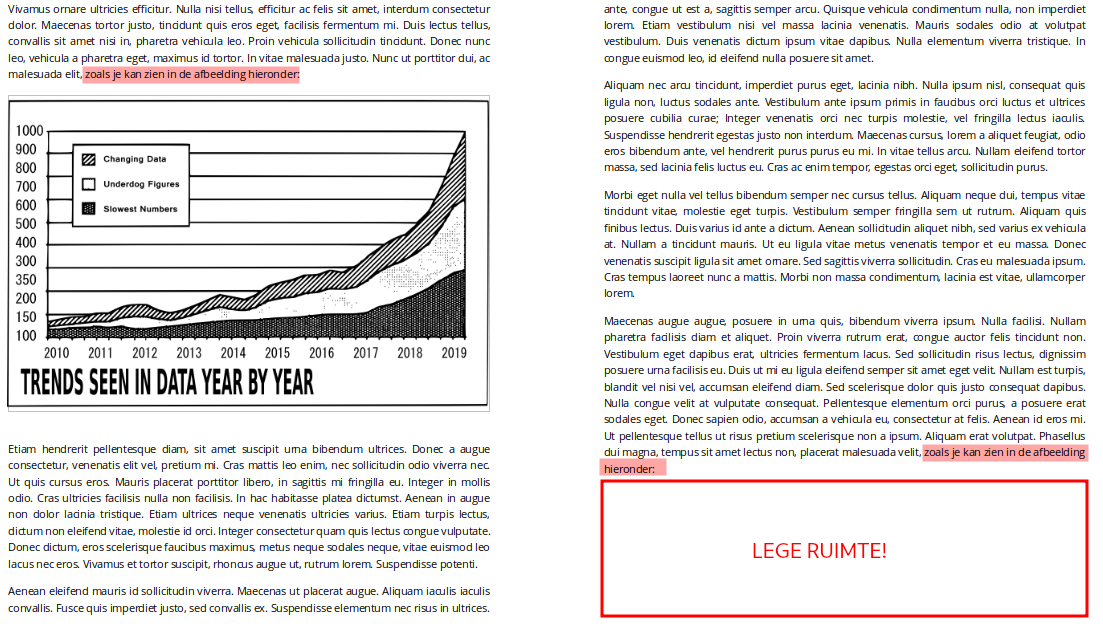 Vivamus ornare ultricies efficitur. Nulla nisi tellus, efficitur ac felis sit amet, interdum consectetur
dolor. Maecenas tortor justo, tincidunt quis eros eget, facilisis fermentum mi. Duis lectus tellus,
convallis sit amet nisi in, pharetra vehicula leo. Proin vehicula sollicitudin tincidunt. Donec nunc
leo, vehicula a pharetra eget, maximus id tortor. In vitae malesuada justo. Nunc ut porttitor dui, ac
malesuada elit, zoals je kan zien in de afbeelding hieronder:
1000
900
800
700
600
500
400
300
350
200
150
100
Changing Data
Underdog Figures
Slowest Numbers
2010 2011 2012 2013 2014 2015 2016 2017 2018 2019
TRENDS SEEN IN DATA YEAR BY YEAR
Etiam hendrerit pellentesque diam, sit amet suscipit urna bibendum ultrices. Donec a augue
consectetur, venenatis elit vel, pretium mi. Cras mattis leo enim, nec sollicitudin odio viverra nec.
Ut quis cursus eros. Mauris placerat porttitor libero, in sagittis mi fringilla eu. Integer in mollis
odio. Cras ultricies facilisis nulla non facilisis. In hac habitasse platea dictumst. Aenean in augue
non dolor lacinia tristique. Etiam ultrices neque venenatis ultricies varius. Etiam turpis lectus,
dictum non eleifend vitae, molestie id orci. Integer consectetur quam quis lectus congue vulputate.
Donec dictum, eros scelerisque faucibus maximus, metus neque sodales neque, vitae euismod leo
lacus nec eros. Vivamus et tortor suscipit, rhoncus augue ut, rutrum lorem. Suspendisse potenti.
Aenean eleifend mauris id sollicitudin viverra. Maecenas ut placerat augue. Aliquam iaculis iaculis
convallis. Fusce quis imperdiet justo, sed convallis ex. Suspendisse elementum nec risus in ultrices.
ante, congue ut est a, sagittis semper arcu. Quisque vehicula condimentum nulla, non imperdiet
lorem. Etiam vestibulum nisi vel massa lacinia venenatis. Mauris sodales odio at volutpat
vestibulum. Duis venenatis dictum ipsum vitae dapibus. Nulla elementum viverra tristique. In
congue euismod leo, id eleifend nulla posuere sit amet.
Aliquam nec arcu tincidunt, imperdiet purus eget, lacinia nibh. Nulla ipsum nisl, consequat quis
ligula non, luctus sodales ante. Vestibulum ante ipsum primis in faucibus orci luctus et ultrices
posuere cubilia curae; Integer venenatis orci nec turpis molestie, vel fringilla lectus iaculis.
Suspendisse hendrerit egestas justo non interdum. Maecenas cursus, lorem a aliquet feugiat, odio
eros bibendum ante, vel hendrerit purus purus eu mi. In vitae tellus arcu. Nullam eleifend tortor
massa, sed lacinia felis luctus eu. Cras ac enim tempor, egestas orci eget, sollicitudin purus.
Morbi eget nulla vel tellus bibendum semper nec cursus tellus. Aliquam neque dui, tempus vitae
tincidunt vitae, molestie eget turpis. Vestibulum semper fringilla sem ut rutrum. Aliquam quis
finibus lectus. Duis varius id ante a dictum. Aenean sollicitudin aliquet nibh, sed varius ex vehicula
at. Nullam a tincidunt mauris. Ut eu ligula vitae metus venenatis tempor et eu massa. Donec
venenatis suscipit ligula sit amet ornare. Sed sagittis viverra sollicitudin. Cras eu malesuada ipsum.
Cras tempus laoreet nunc a mattis. Morbi non massa condimentum, lacinia est vitae, ullamcorper
lorem.
Maecenas augue augue, posuere in urna quis, bibendum viverra ipsum. Nulla facilisi. Nullam
pharetra facilisis diam et aliquet. Proin viverra rutrum erat, congue auctor felis tincidunt non.
Vestibulum eget dapibus erat, ultricies fermentum lacus. Sed sollicitudin risus lectus, dignissim
posuere urna facilisis eu. Duis ut mi eu ligula eleifend semper sit amet eget velit. Nullam est turpis,
blandit vel nisi vel, accumsan eleifend diam. Sed scelerisque dolor quis justo consequat dapibus.
Nulla congue velit at vulputate consequat. Pellentesque elementum orci purus, a posuere erat
sodales eget. Donec sapien odio, accumsan a vehicula eu, consectetur at felis. Aenean id eros mi.
Ut pellentesque tellus ut risus pretium scelerisque non a ipsum. Aliquam erat volutpat. Phasellus
dui magna, tempus sit amet lectus non, placerat malesuada velit, zoals je kan zien in de afbeelding
hieronder:
LEGE RUIMTE!